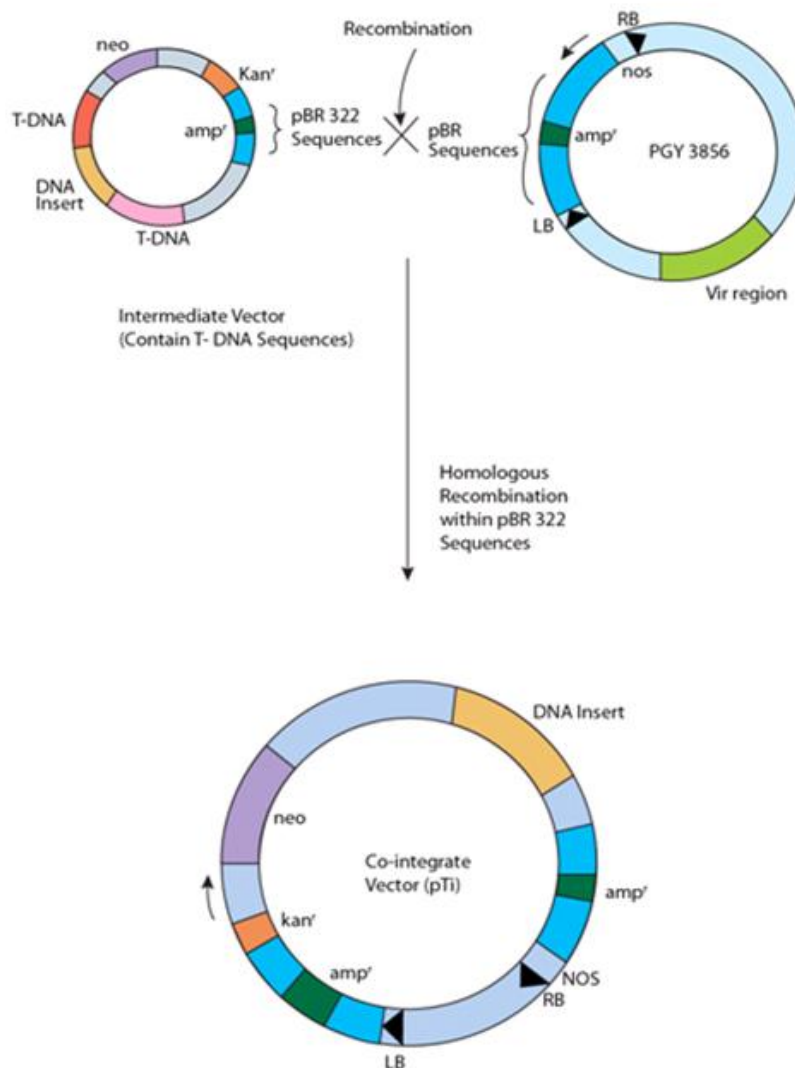 neo
Kanʳ
T-DNA
ampʳ
DNA
Insert
T-DNA
pBR 322
Sequences
Recombination
pBR
Sequences
RB
nos
ampʳ
PGY 3856
LB
Vir region
Intermediate Vector
(Contain T- DNA Sequences)
Homologous
Recombination
within pBR 322
Sequences
DNA Insert
neo
Co-integrate
Vector (pTi)
ampʳ
kanʳ
ampʳ
NOS
RB
LB